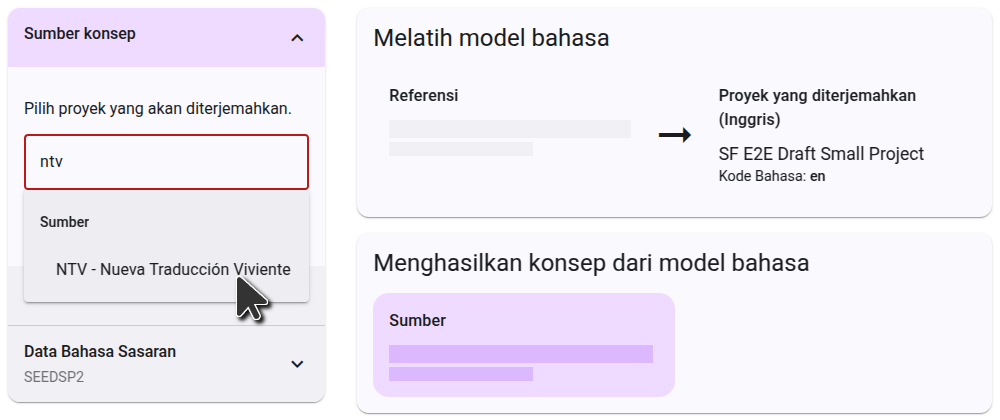 Sumber konsep
Pilih proyek yang akan diterjemahkan.
ntv
Sumber
NTV - Nueva Traducción Viviente
Data Bahasa Sasaran
SEEDSP2
Melatih model bahasa
Referensi
Proyek yang diterjemahkan
(Inggris)
SF E2E Draft Small Project
Kode Bahasa: en
Menghasilkan konsep dari model bahasa
Sumber